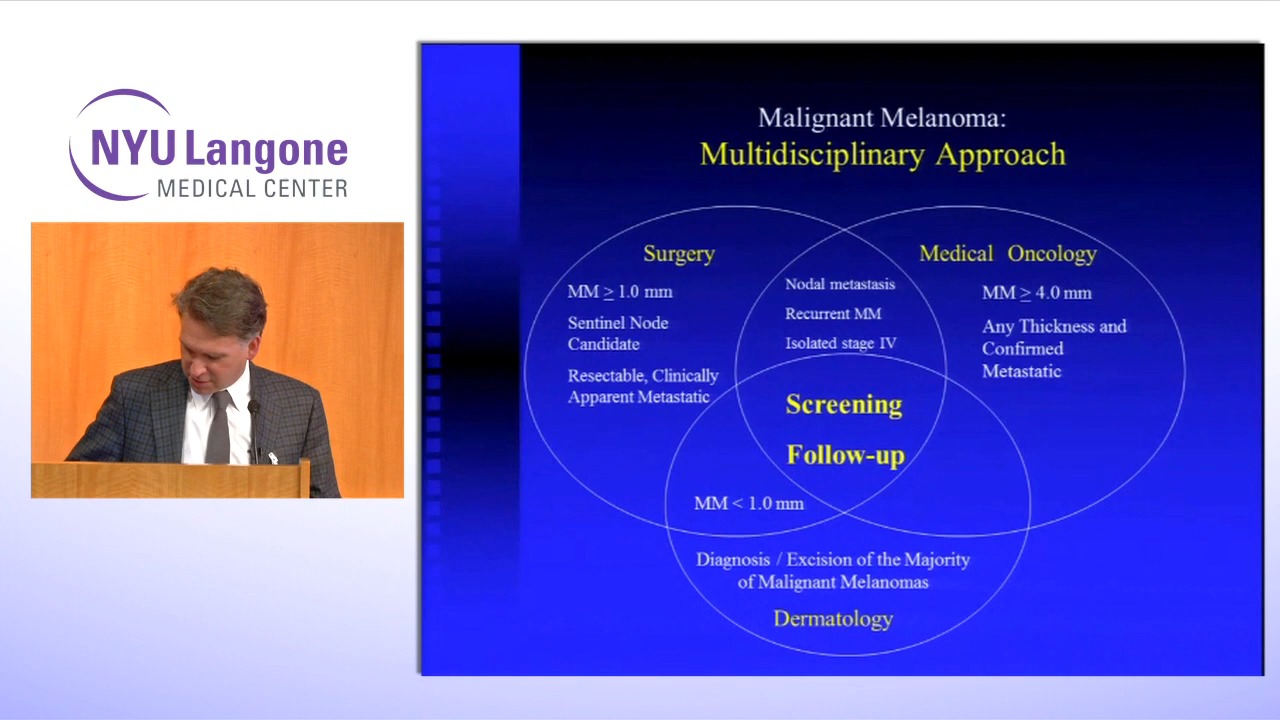 NYU Langone
MEDICAL CENTER
Malignant Melanoma:
Multidisciplinary Approach
Surgery
MM ≥ 1.0 mm
Sentinel Node
Candidate
Resectable, Clinically
Apparent Metastatic
Nodal metastasis
Recurrent MM
Isolated stage IV
Medical Oncology
MM ≥ 4.0 mm
Any Thickness and
Confirmed
Metastatic
Screening
Follow-up
MM < 1.0 mm
Diagnosis / Excision of the Majority
of Malignant Melanomas
Dermatology